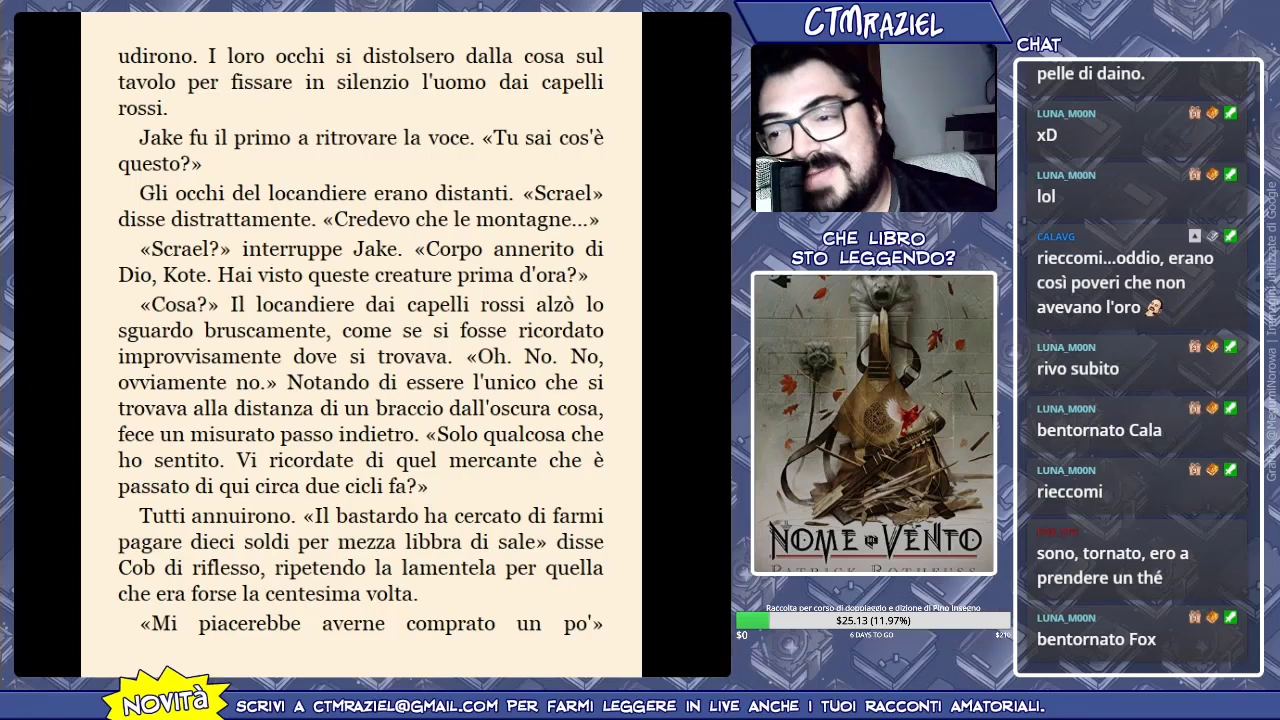 udirono. I loro occhi si distolsero dalla cosa sul
tavolo per fissare in silenzio l'uomo dai capelli
rossi.
Jake fu il primo a ritrovare la voce. «Tu sai cos'è
questo?»
Gli occhi del locandiere erano distanti. «Scrael»
disse distrattamente. «Credevo che le montagne...»
«Scrael?» interruppe Jake. «Corpo annerito di
Dio, Kote. Hai visto queste creature prima d'ora?»
«Cosa?» Il locandiere dai capelli rossi alzò lo
sguardo bruscamente, come se si fosse ricordato
improvvisamente dove si trovava. «Oh. No. No,
ovviamente no.» Notando di essere l'unico che si
trovava alla distanza di un braccio dall'oscura cosa,
fece un misurato passo indietro. «Solo qualcosa che
ho sentito. Vi ricordate di quel mercante che è
passato di qui circa due cicli fa?»
Tutti annuirono. «Il bastardo ha cercato di farmi
pagare dieci soldi per mezza libbra di sale» disse
Cob di riflesso, ripetendo la lamentela per quella
che era forse la centesima volta.
«Mi piacerebbe averne comprato un po'»
CTMRAZIEL
CHE LIBRO
STO LEGGENDO?
NOME DEL VENTO
PATRICK ROTHFUSS
Raccolta per corso di doppiaggio e dizione di Pino Insegno
$25.13 (11.97%)
$0
6 DAYS TO GO
$210
CHAT
pelle di daino.
LUNA_M00N
xD
LUNA_M00N
lol
CALAVG
rieccomi...oddio, erano
così poveri che non
avevano l'oro
LUNA_M00N
rivo subito
LUNA_M00N
bentornato Cala
LUNA_M00N
rieccomi
sono, tornato, ero a
prendere un thé
LUNA_M00N
bentornato Fox
Grafica @MegumiNorowa | Immagini utilizzate di Google
NOVITÀ
SCRIVI A CTMRAZIEL@GMAIL.COM PER FARMI LEGGERE IN LIVE ANCHE I TUOI RACCONTI AMATORIALI.